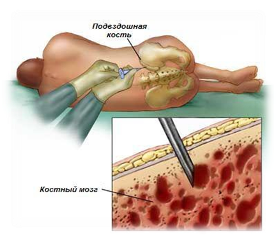 Подвздошная
кость
Костный мозг